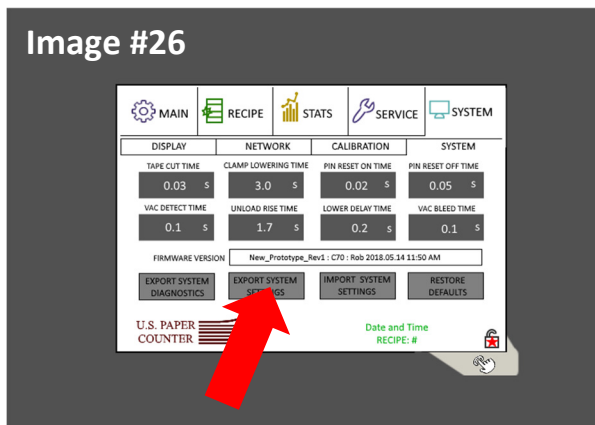 Image #26
MAIN RECIPE STATS SERVICE SYSTEM
DISPLAY NETWORK CALIBRATION SYSTEM
TAPE CUT TIME CLAMP LOWERING TIME PIN RESET ON TIME PIN RESET OFF TIME
0.03 S 3.0 S 0.02 S 0.05 S
VAC DETECT TIME UNLOAD RISE TIME LOWER DELAY TIME VAC BLEED TIME
0.1 S 1.7 S 0.2 S 0.1 S
FIRMWARE VERSION New_Prototype_Rev1 : C70 : Rob 2018.05.14 11:50 AM
EXPORT SYSTEM EXPORT SYSTEM IMPORT SYSTEM RESTORE
DIAGNOSTICS SETTINGS SETTINGS DEFAULTS
U.S. PAPER Date and Time
COUNTER RECIPE: #